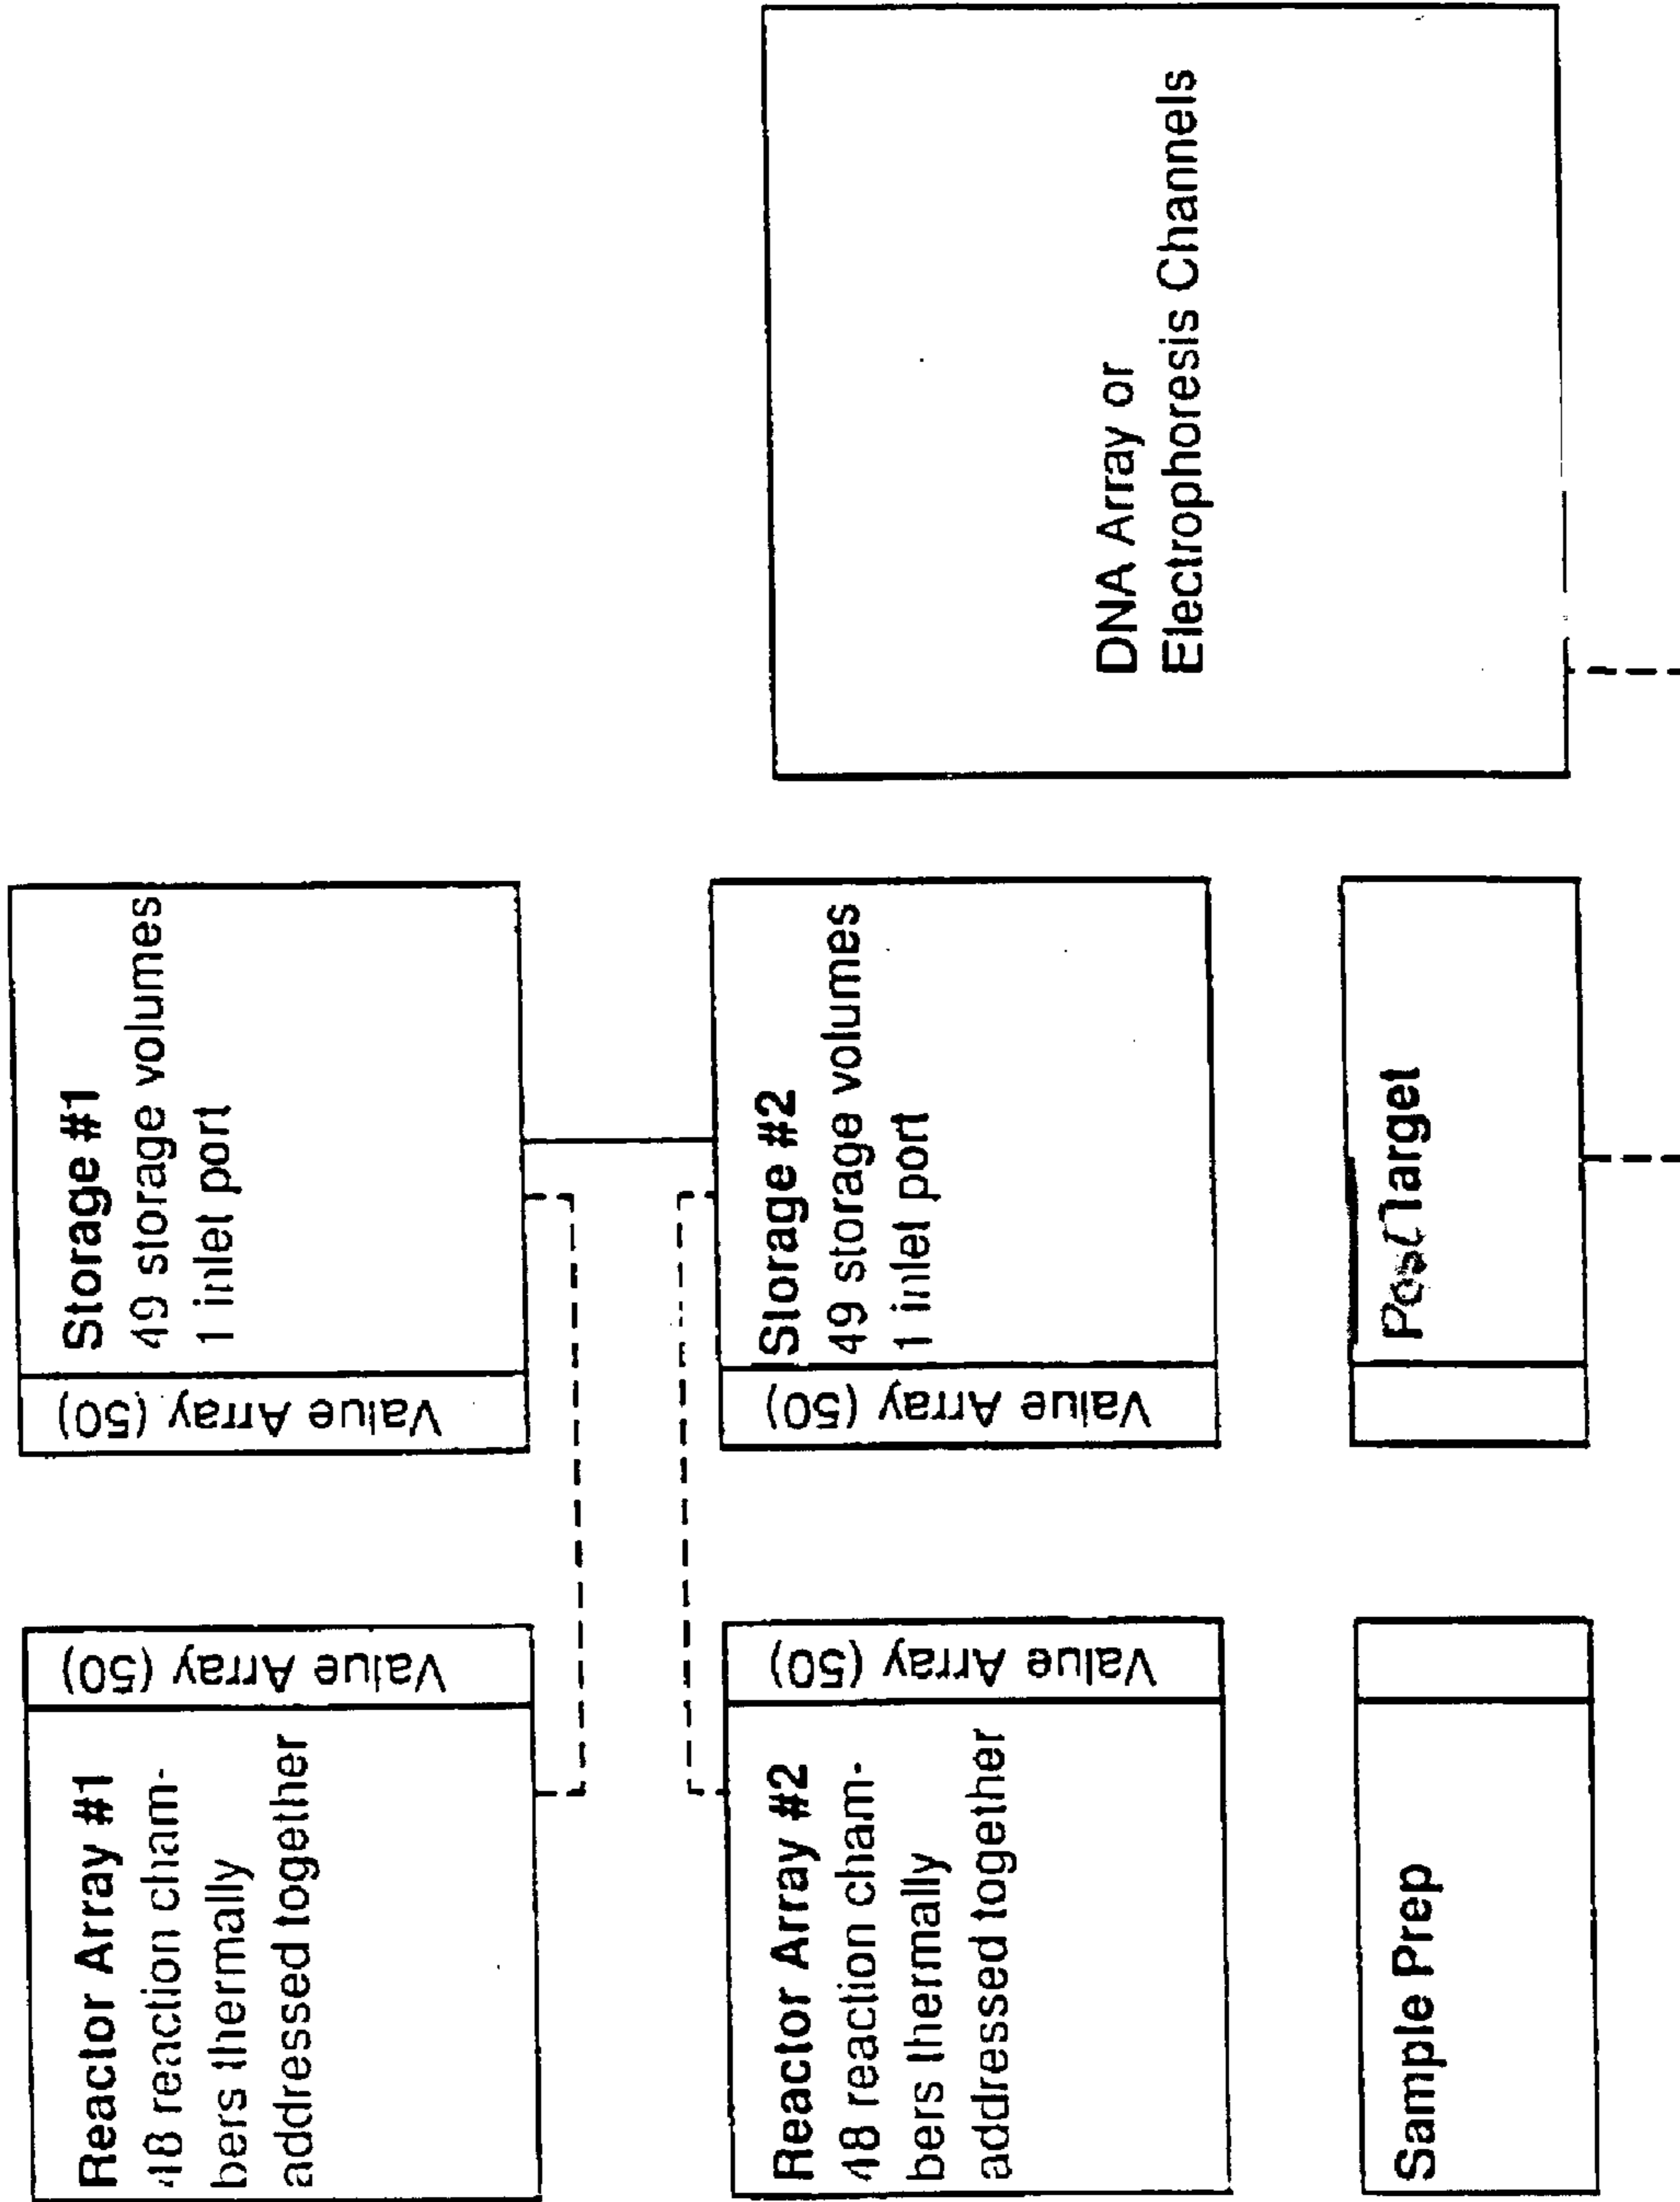 Reactor Array #1
48 reaction cham-
bers thermally
addressed together
Value Array (50)
Value Array (50)
Storage #1
49 storage volumes
1 inlet port
Reactor Array #2
48 reaction cham-
bers thermally
addressed together
Value Array (50)
Value Array (50)
Storage #2
49 storage volumes
1 inlet port
DNA Array or
Electrophoresis Channels
Sample Prep
Target